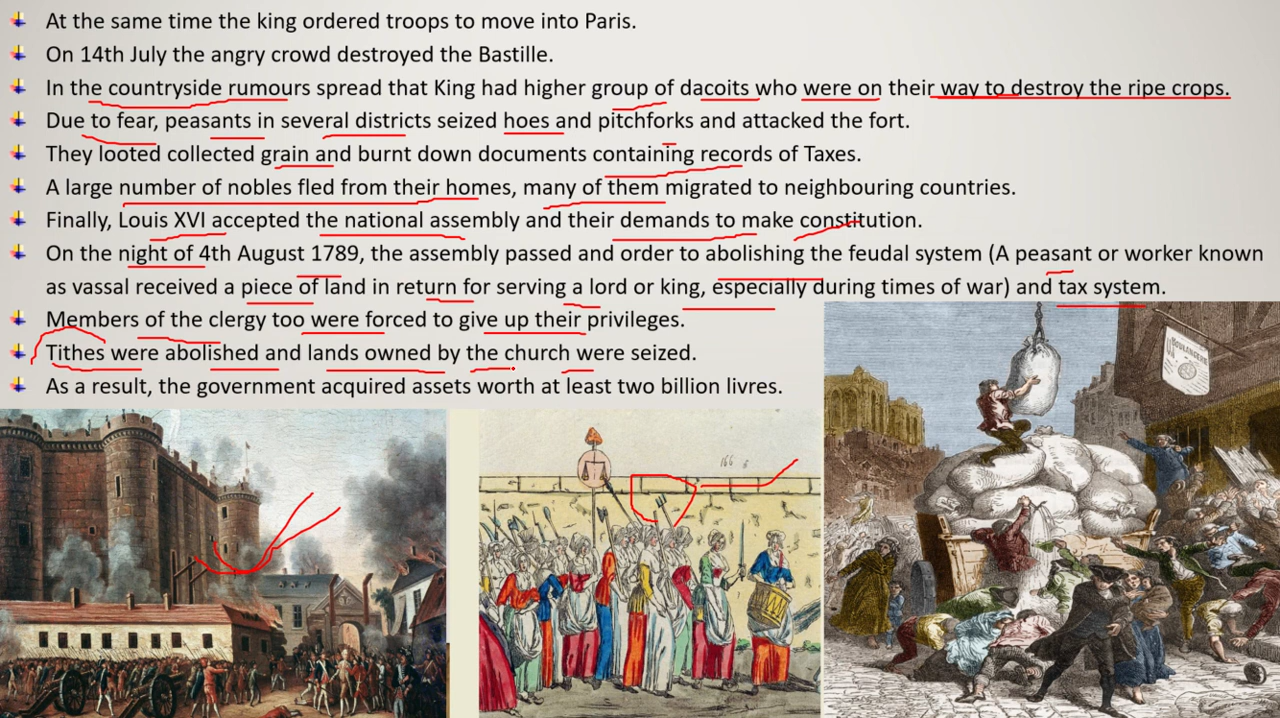 At the same time the king ordered troops to move into Paris.
On 14th July the angry crowd destroyed the Bastille.
In the countryside rumours spread that King had higher group of dacoits who were on their way to destroy the ripe crops.
Due to fear, peasants in several districts seized hoes and pitchforks and attacked the fort.
They looted collected grain and burnt down documents containing records of Taxes.
A large number of nobles fled from their homes, many of them migrated to neighbouring countries.
Finally, Louis XVI accepted the national assembly and their demands to make constitution.
On the night of 4th August 1789, the assembly passed and order to abolishing the feudal system (A peasant or worker known
as vassal received a piece of land in return for serving a lord or king, especially during times of war) and tax system.
Members of the clergy too were forced to give up their privileges.
Tithes were abolished and lands owned by the church were seized.
As a result, the government acquired assets worth at least two billion livres.
BOULANGERIE